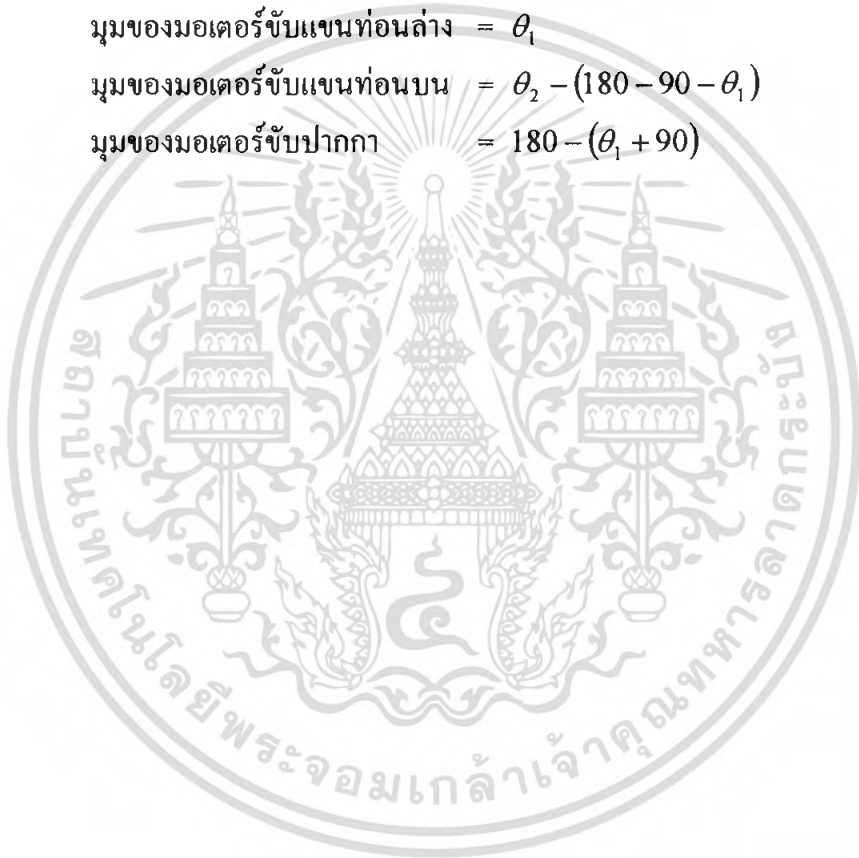 มุมของมอเตอร์ขับแขนท่อนล่าง = θ₁
มุมของมอเตอร์ขับแขนท่อนบน = θ₂ − (180 − 90 − θ₁)
มุมของมอเตอร์ขับปากกา = 180 − (θ₁ + 90)
สถาบันเทคโนโลยีพระจอมเกล้าเจ้าคุณทหารลาดกระบัง